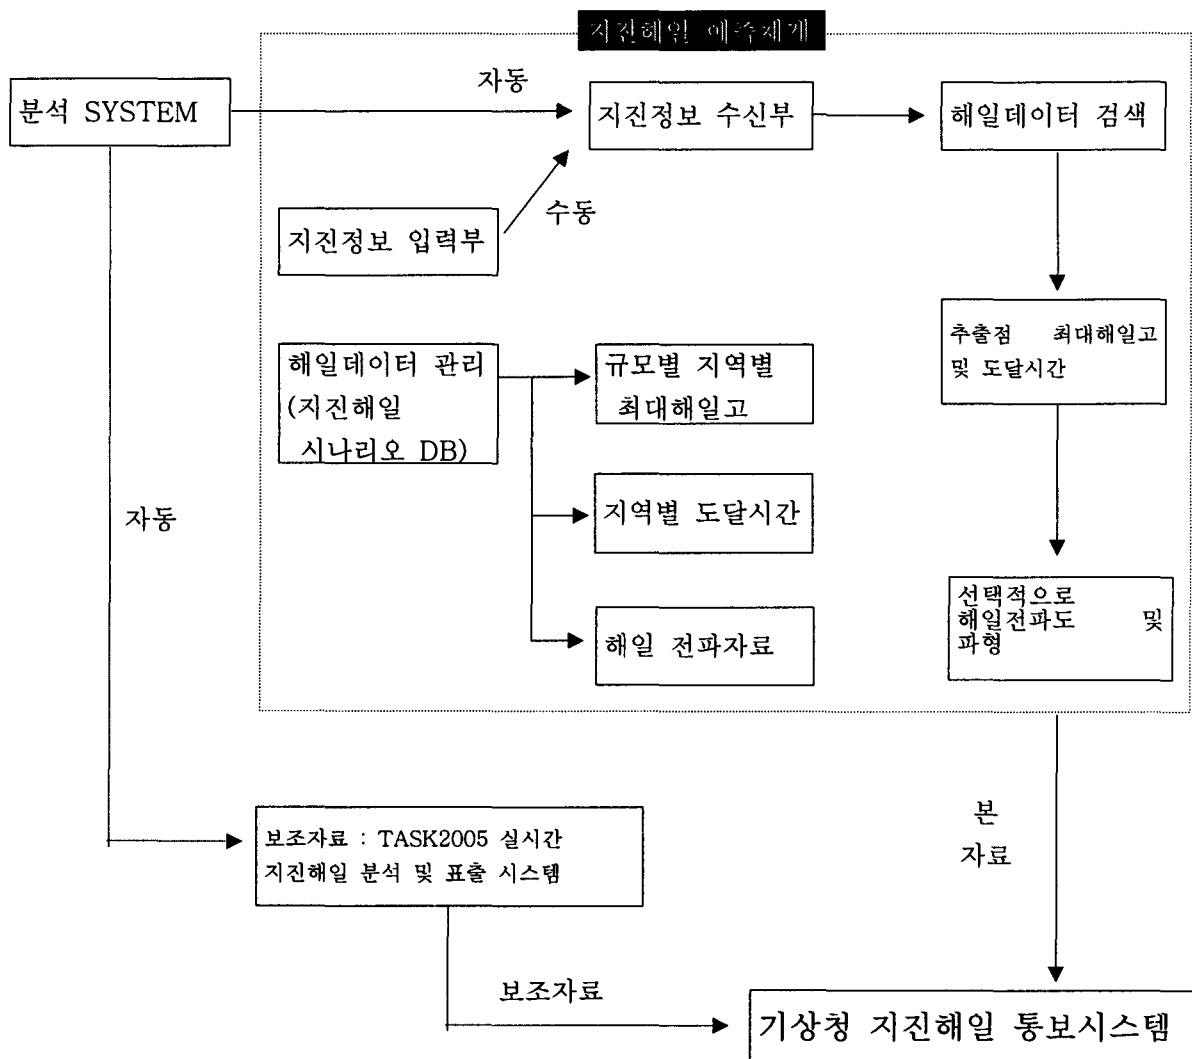 지진해일 예측체계
자동
분석 SYSTEM
지진정보 수신부
해일데이터 검색
수동
지진정보 입력부
추출점 최대해일고
및 도달시간
해일데이터 관리
(지진해일
시나리오 DB)
규모별 지역별
최대해일고
자동
지역별 도달시간
선택적으로
해일전파도 및
파형
해일 전파자료
본
자료
보조자료 : TASK2005 실시간
지진해일 분석 및 표출 시스템
보조자료
기상청 지진해일 통보시스템